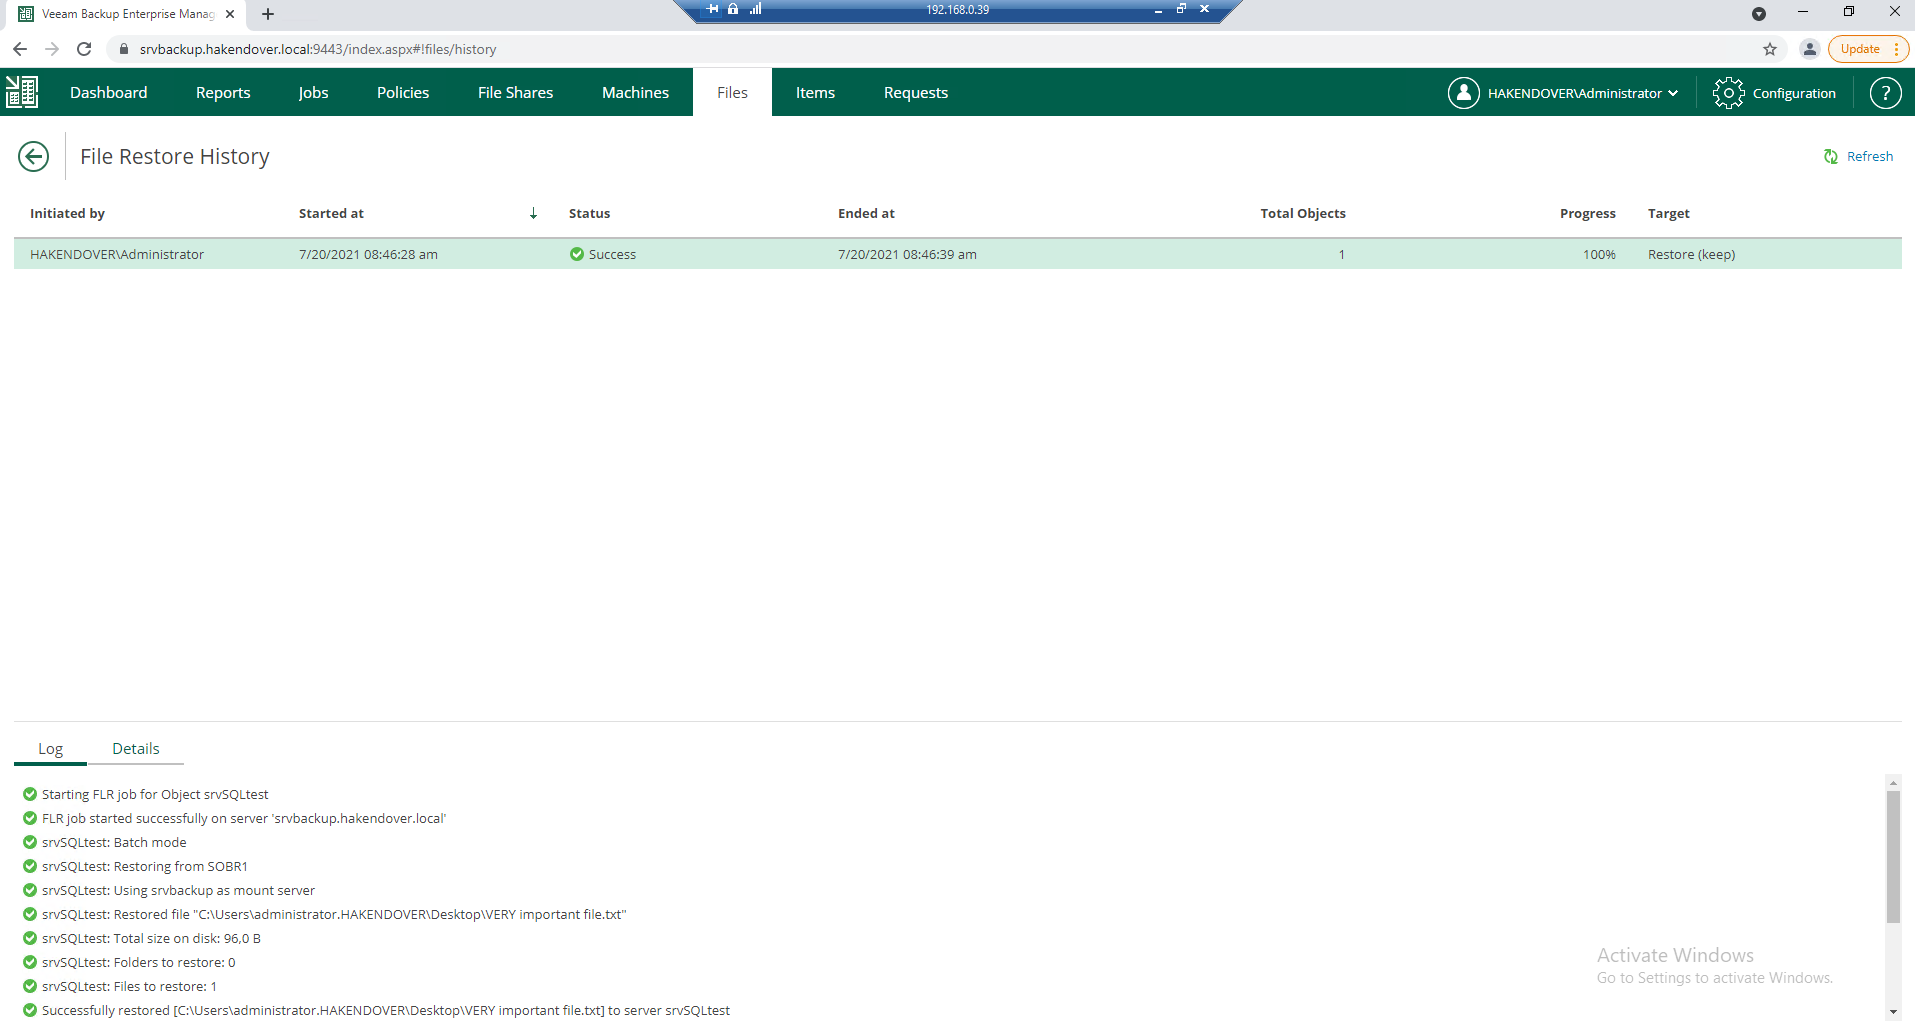 Veeam Backup Enterprise Manag
192.168.0.39
srvbackup.hakendover.local:9443/index.aspx#!files/history
Update
Dashboard Reports Jobs Policies File Shares Machines Files Items Requests HAKENDOVER\Administrator Configuration ?
File Restore History
Refresh
Initiated by Started at Status Ended at Total Objects Progress Target
HAKENDOVER\Administrator 7/20/2021 08:46:28 am Success 7/20/2021 08:46:39 am 1 100% Restore (keep)
Log Details
Starting FLR job for Object srvSQLtest
FLR job started successfully on server 'srvbackup.hakendover.local'
srvSQLtest: Batch mode
srvSQLtest: Restoring from SOBR1
srvSQLtest: Using srvbackup as mount server
srvSQLtest: Restored file "C:\Users\administrator.HAKENDOVER\Desktop\VERY important file.txt"
srvSQLtest: Total size on disk: 96,0 B
srvSQLtest: Folders to restore: 0
srvSQLtest: Files to restore: 1
Successfully restored [C:\Users\administrator.HAKENDOVER\Desktop\VERY important file.txt] to server srvSQLtest
Activate Windows
Go to Settings to activate Windows.